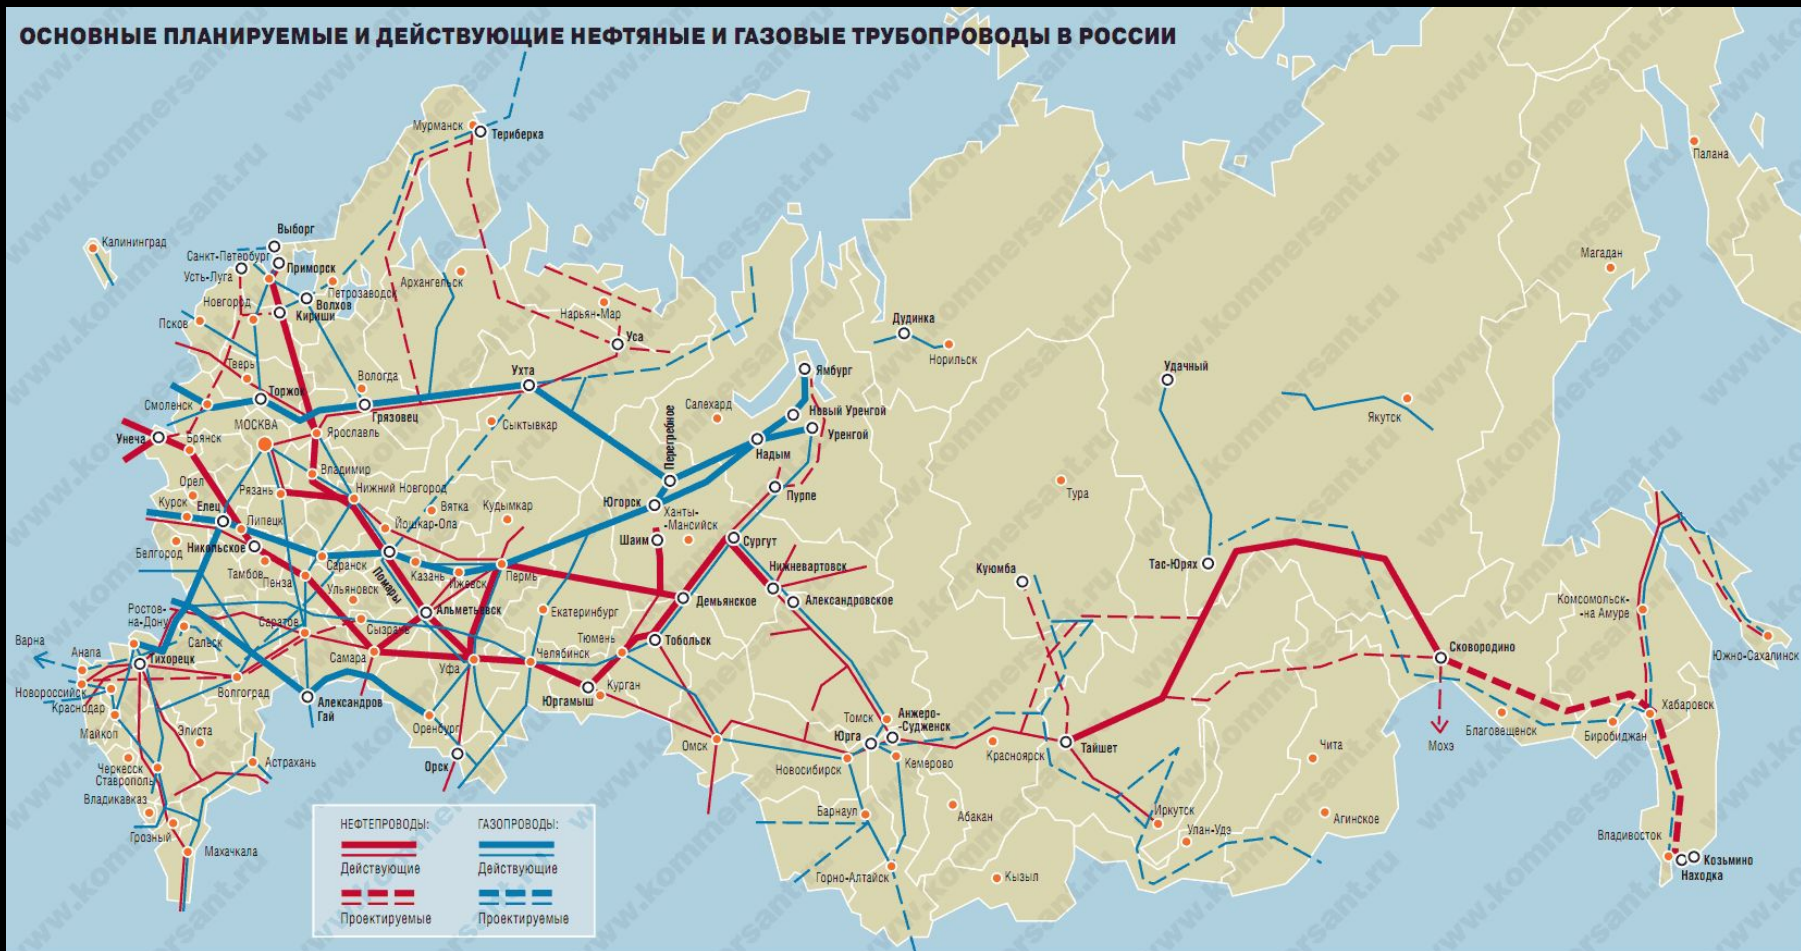 ОСНОВНЫЕ ПЛАНИРУЕМЫЕ И ДЕЙСТВУЮЩИЕ НЕФТЯНЫЕ И ГАЗОВЫЕ ТРУБОПРОВОДЫ В РОССИИ
www.kommersant.ru
Мурманск
Териберка
Палана
Калининград
Выборг
Санкт-Петербург
Приморск
Усть-Луга
Петрозаводск
Архангельск
Магадан
Новгород
Волхов
Кириши
Псков
Нарьян-Мар
Уса
Дудинка
Норильск
Тверь
Вологда
Ухта
Ямбург
Удачный
Торжок
Смоленск
Грязовец
Салехард
Новый Уренгой
Якутск
МОСКВА
Сыктывкар
Перегребное
Уренгой
Унеча
Брянск
Ярославль
Надым
Владимир
Орел
Рязань
Нижний Новгород
Югорск
Пурпе
Тура
Курск
Елец
Липецк
Вятка
Кудымкар
Ханты-
-Мансийск
Йошкар-Ола
Шаим
Сургут
Белгород
Никольское
Саранск
Казань
Ижевск
Пермь
Нижневартовск
Куюмба
Тас-Юрях
Тамбов
Пенза
Помары
Ульяновск
Альметьевск
Екатеринбург
Демьянское
Александровское
Комсомольск-
-на Амуре
Ростов-
на-Дону
Саратов
Сызрань
Варна
Анапа
Салеск
Самара
Тюмень
Тобольск
Сковородино
Южно-Сахалинск
Тихорецк
Уфа
Челябинск
Новороссийск
Волгоград
Юргамыш
Курган
Краснодар
Александров
Гай
Хабаровск
Майкоп
Элиста
Оренбург
Томск
Анжеро-
-Судженск
Благовещенск
Биробиджан
Омск
Юрга
Красноярск
Тайшет
Мохэ
Чита
Черкесск
Ставрополь
Астрахань
Орск
Новосибирск
Кемерово
Владикавказ
Барнаул
Абакан
Иркутск
Агинское
Грозный
Улан-Удэ
Владивосток
Махачкала
Горно-Алтайск
Кызыл
Козьмино
Находка
НЕФТЕПРОВОДЫ:
ГАЗОПРОВОДЫ:
Действующие
Действующие
Проектируемые
Проектируемые